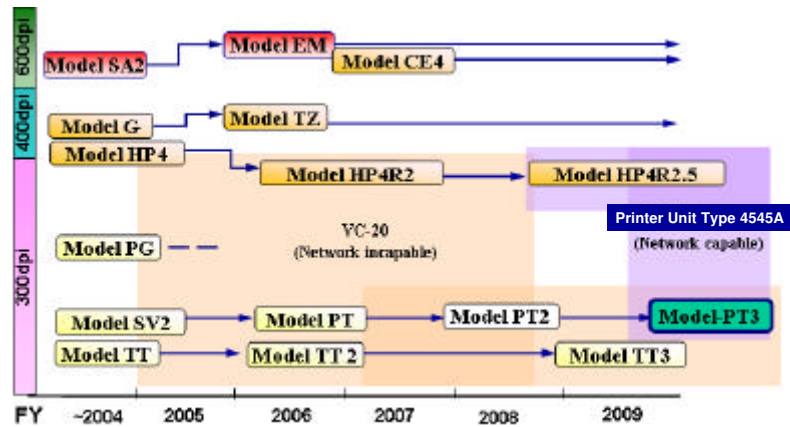 600dpi
Model SA2
Model EM
Model CE4
400dpi
Model G
Model TZ
Model HP4
300dpi
Model HP4R2
Model HP4R2.5
Printer Unit Type 4545A
(Network capable)
VC-20
(Network incapable)
Model PG
Model SV2
Model PT
Model PT2
Model-PT3
Model TT
Model TT 2
Model TT3
FY
~2004
2005
2006
2007
2008
2009